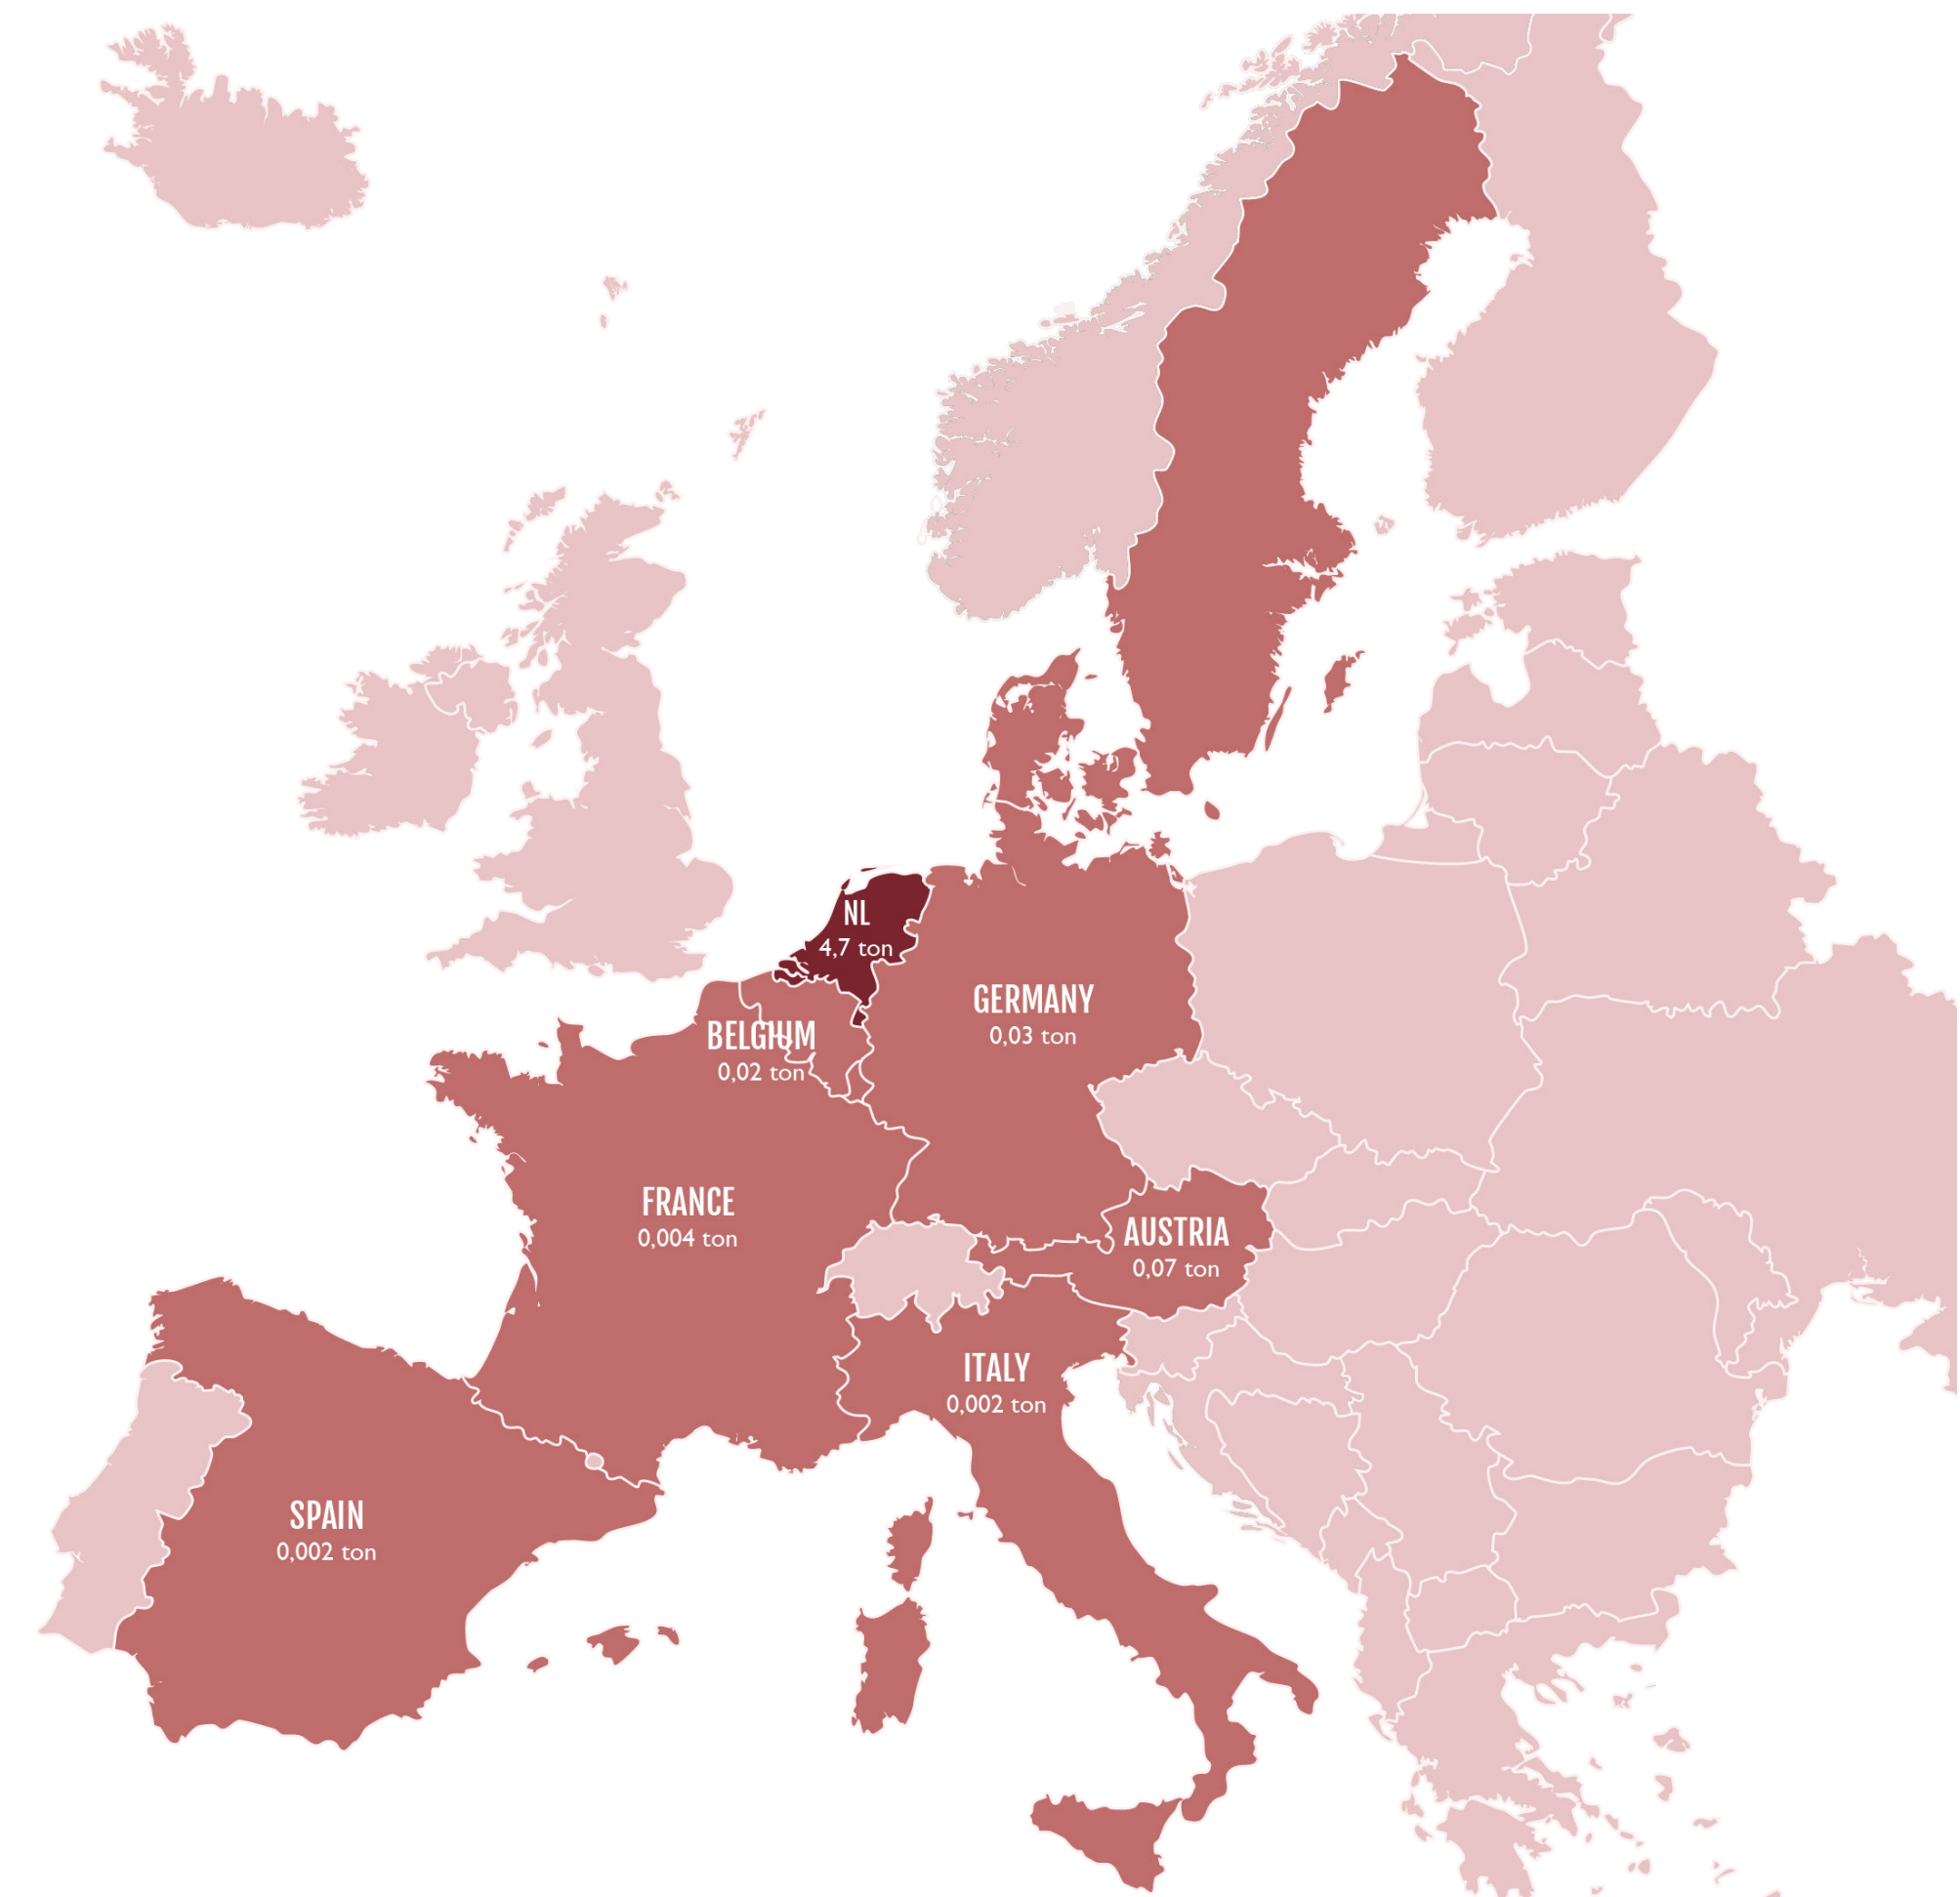 NL
4,7 ton
GERMANY
0,03 ton
BELGIUM
0,02 ton
FRANCE
0,004 ton
AUSTRIA
0,07 ton
ITALY
0,002 ton
SPAIN
0,002 ton